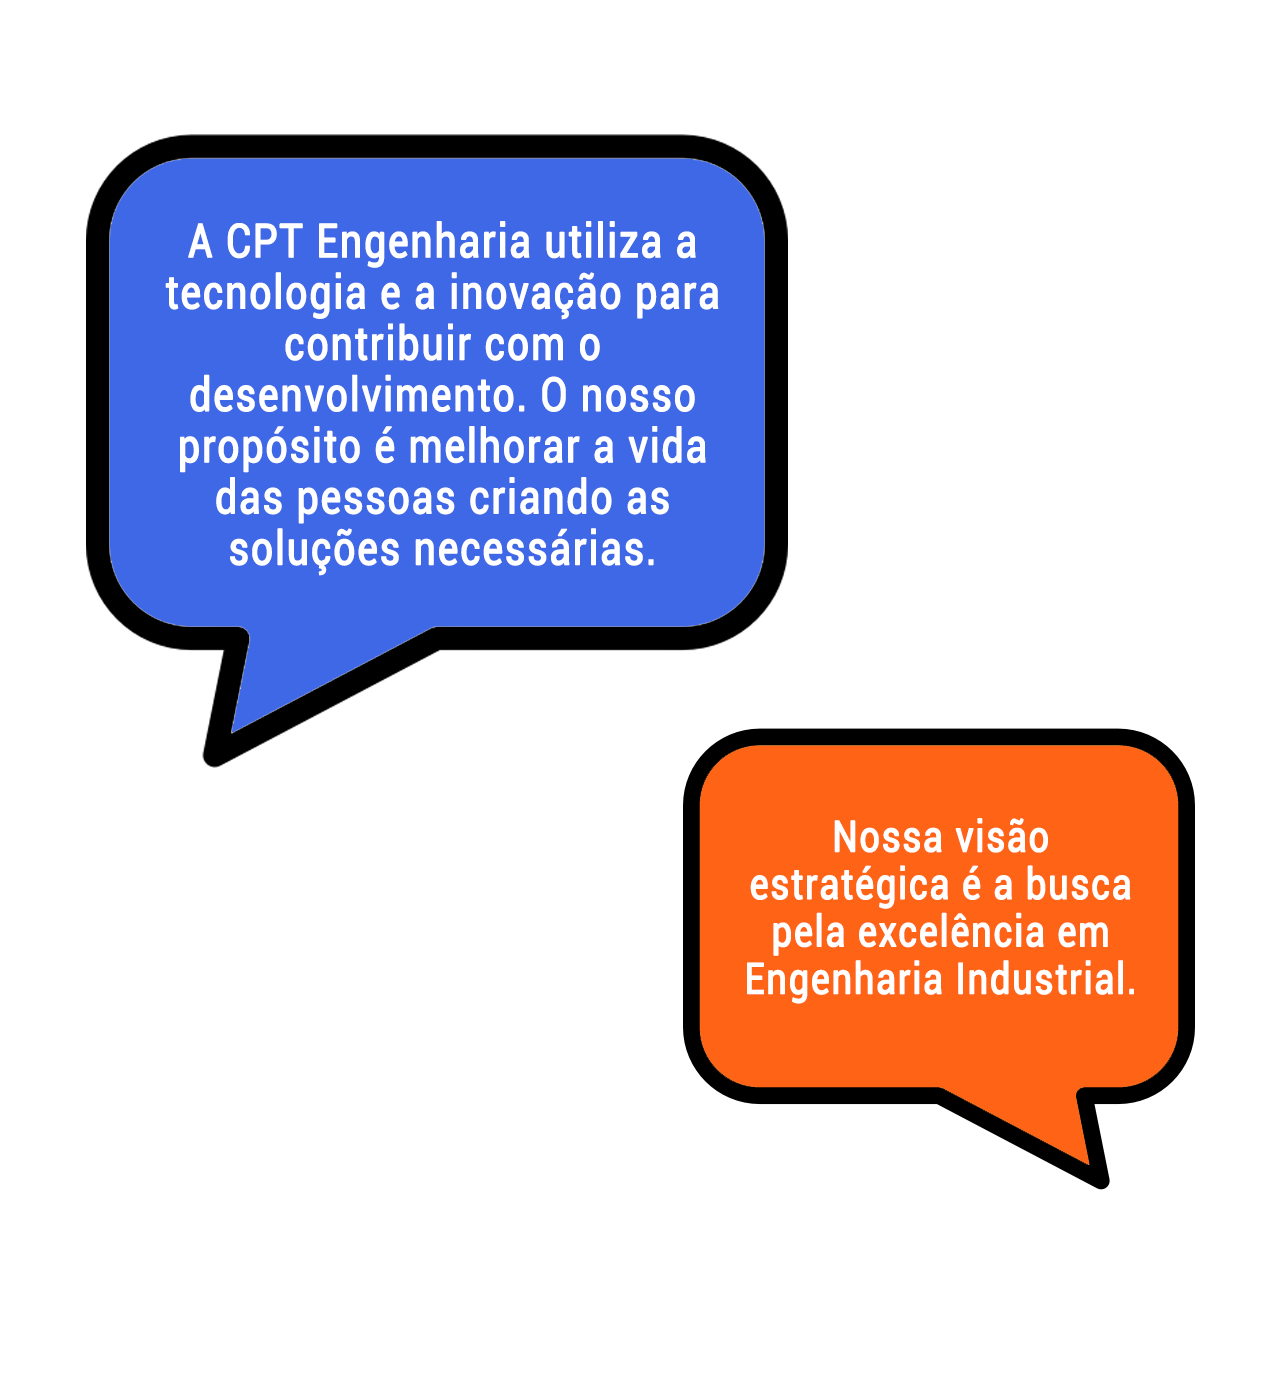 A CPT Engenharia utiliza a
tecnologia e a inovação para
contribuir com o
desenvolvimento. O nosso
propósito é melhorar a vida
das pessoas criando as
soluções necessárias.
Nossa visão
estratégica é a busca
pela excelência em
Engenharia Industrial.